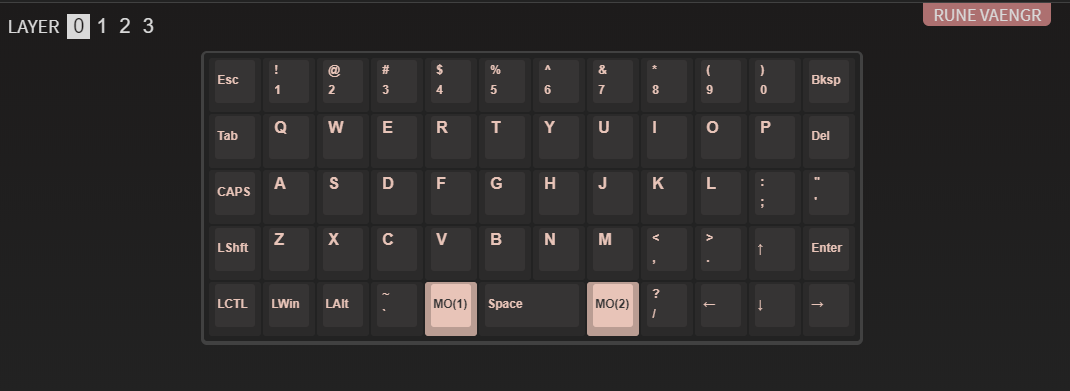 LAYER 0 1 2 3
RUNE VAENGR
Esc ! 1 @ 2 # 3 $ 4 % 5 ^ 6 & 7 * 8 ( 9 ) 0 Bksp
Tab Q W E R T Y U I O P Del
CAPS A S D F G H J K L : ; " '
LShft Z X C V B N M < , > . ↑ Enter
LCTL LWin LAlt ~ ` MO(1) Space MO(2) ? / ← ↓ →